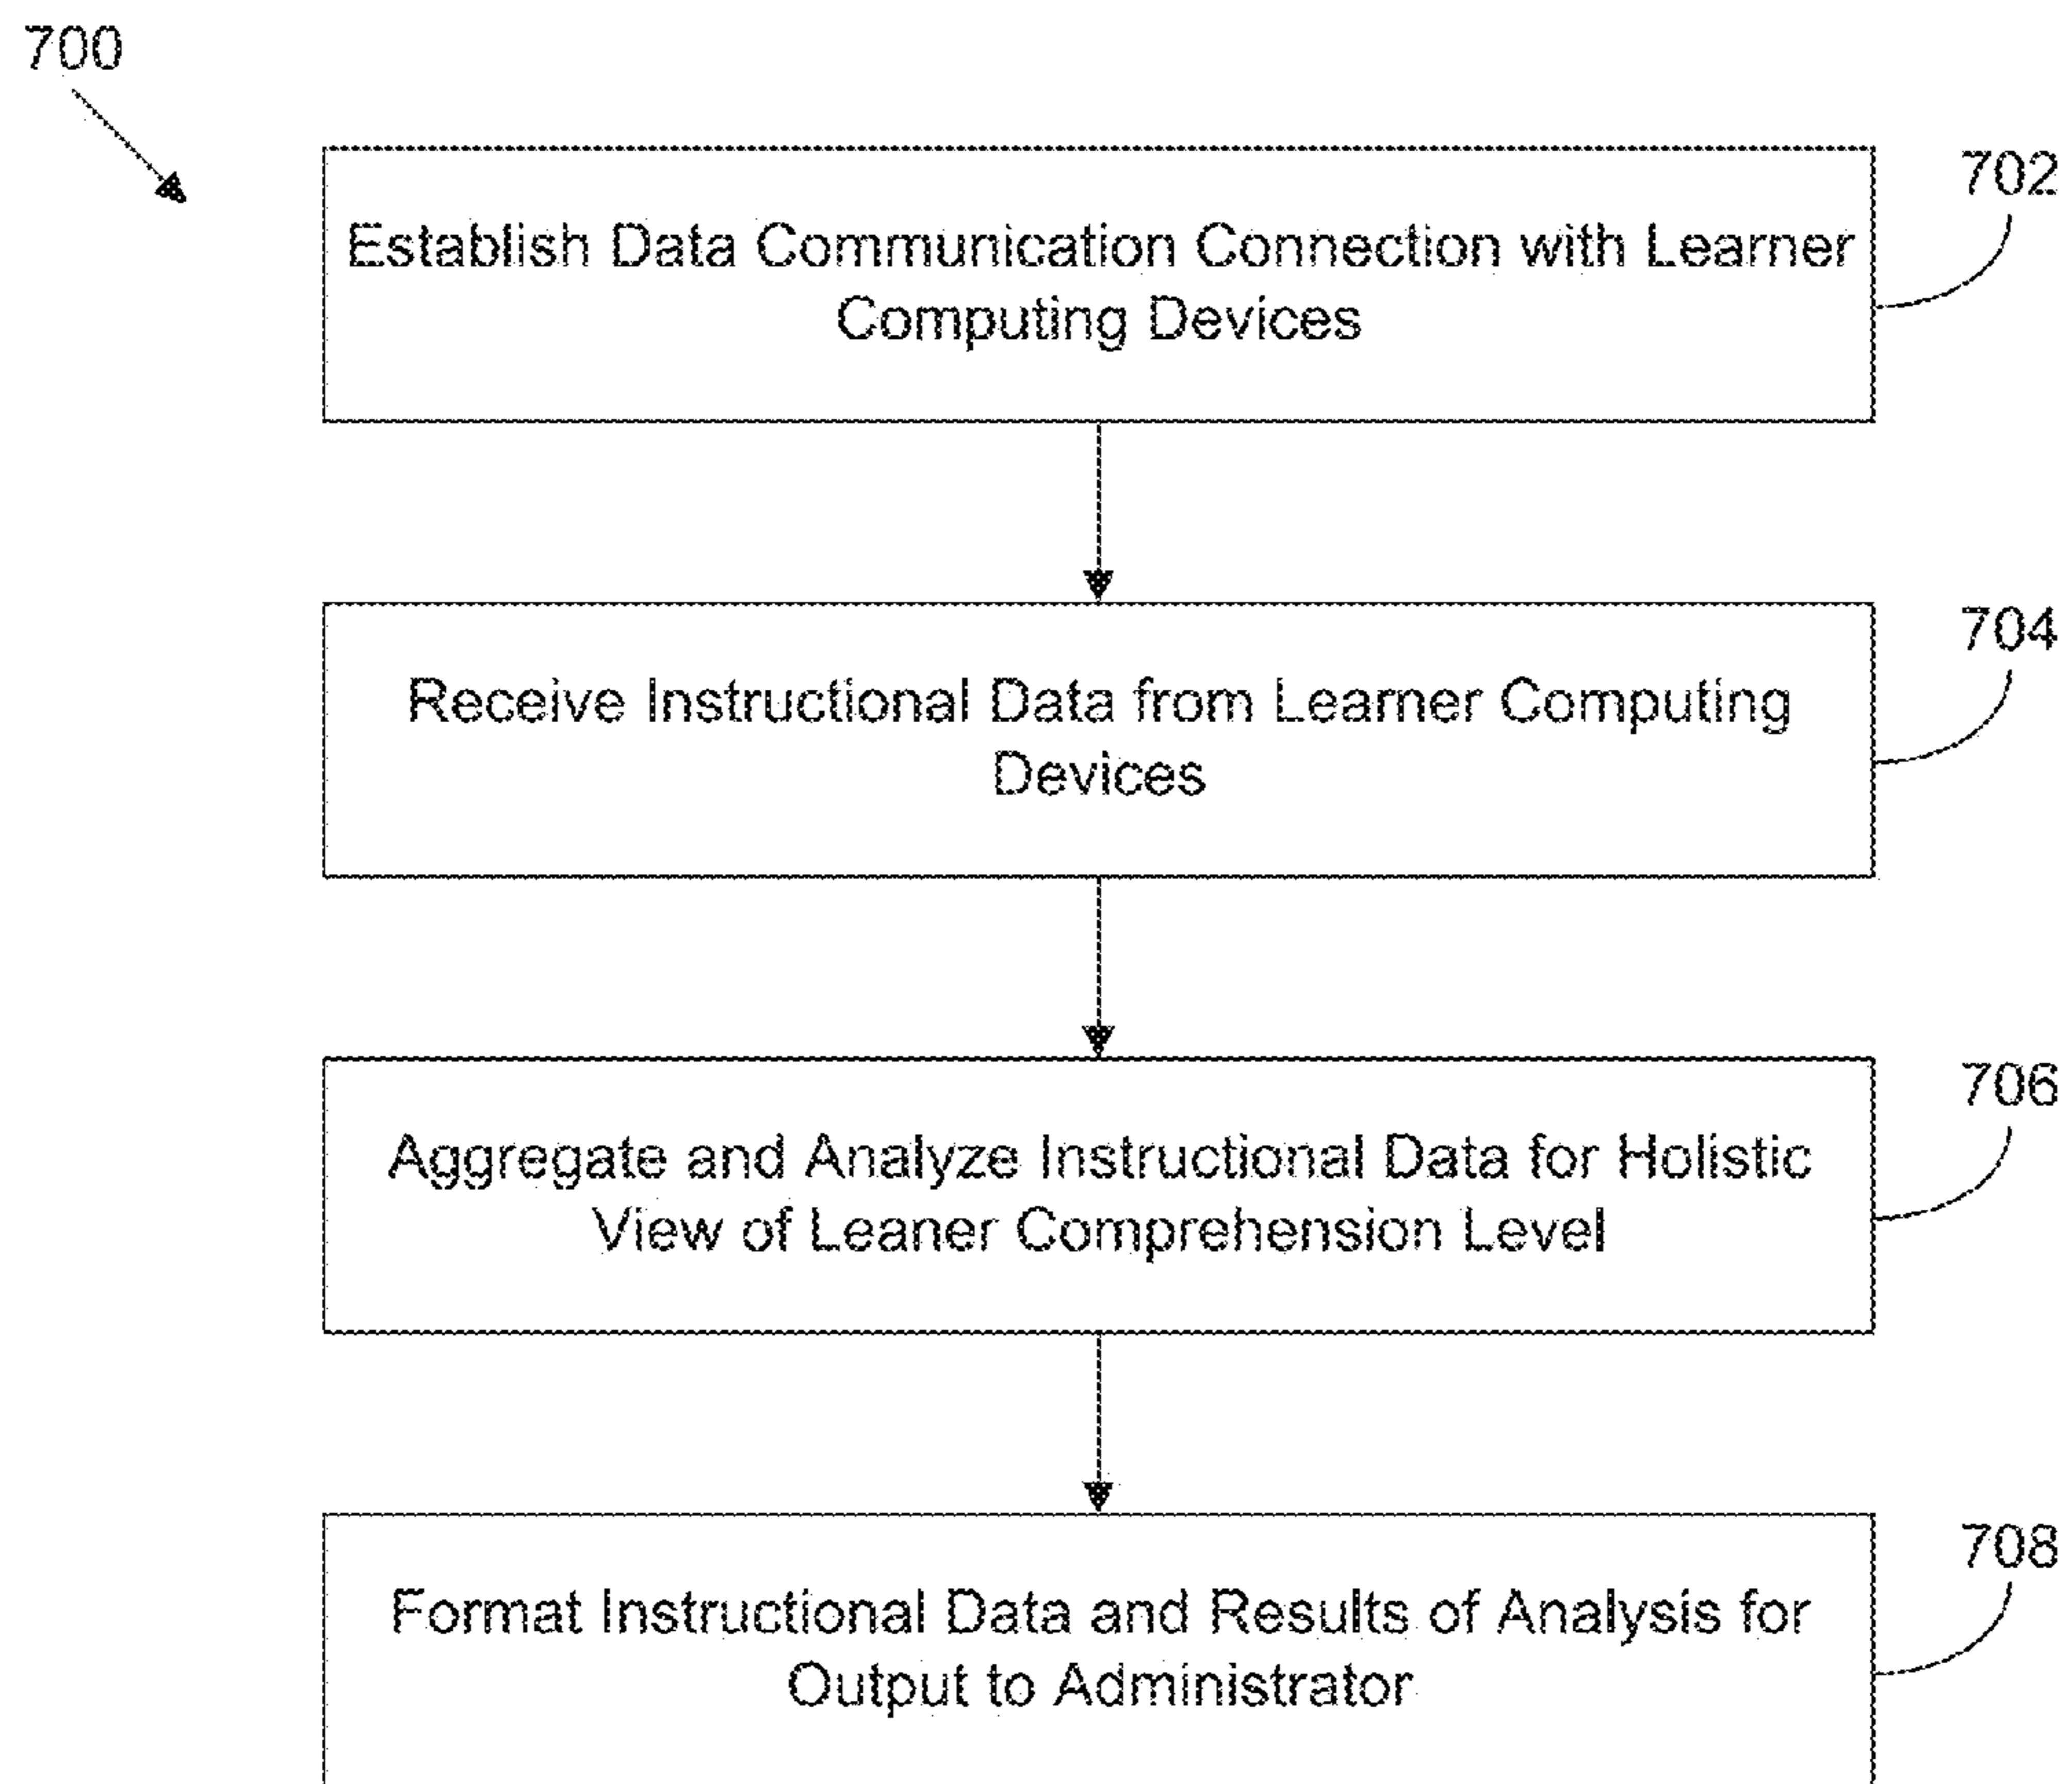 700
702
Establish Data Communication Connection with Learner
Computing Devices
704
Receive Instructional Data from Learner Computing
Devices
706
Aggregate and Analyze Instructional Data for Holistic
View of Leaner Comprehension Level
708
Format Instructional Data and Results of Analysis for
Output to Administrator